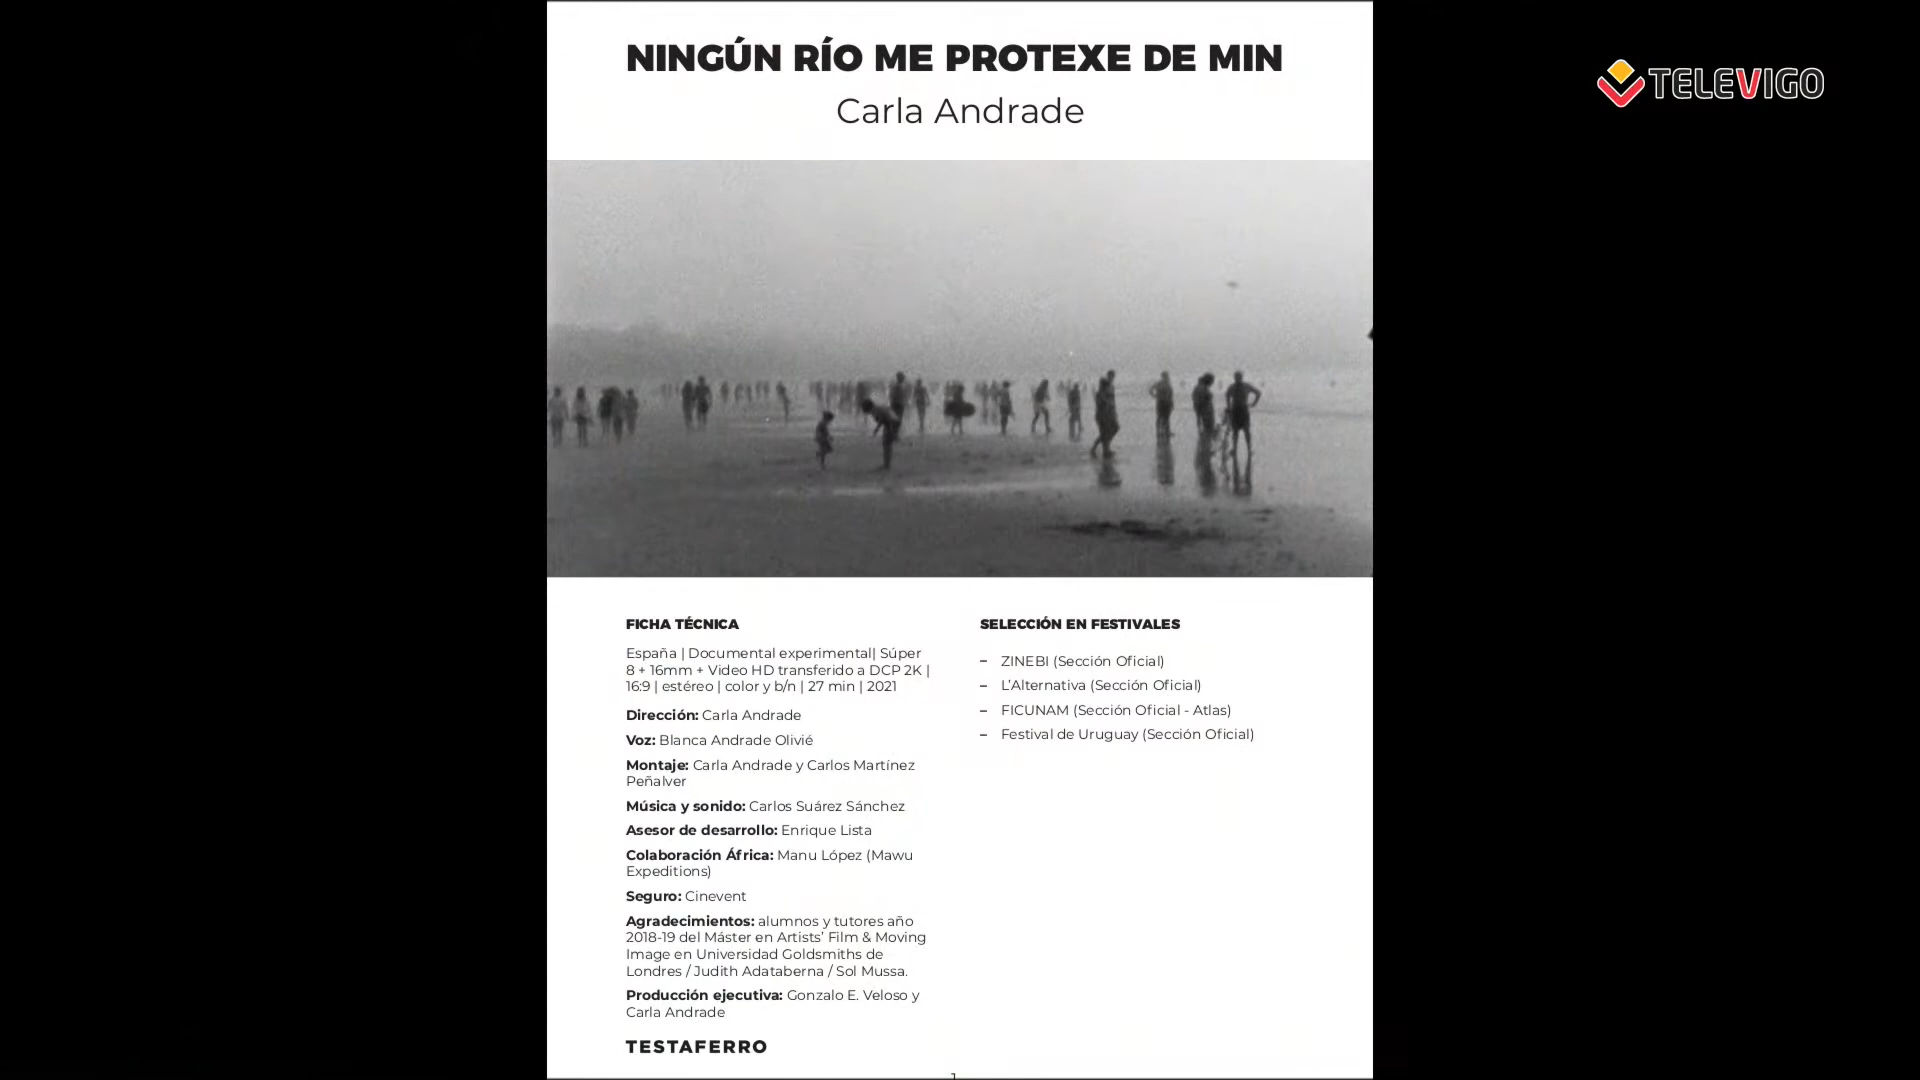 NINGÚN RÍO ME PROTEXE DE MIN
Carla Andrade
TELEVIGO
FICHA TÉCNICA
España | Documental experimental| Súper
8 + 16mm + Video HD transferido a DCP 2K |
16:9 | estéreo | color y b/n | 27 min | 2021
Dirección: Carla Andrade
Voz: Blanca Andrade Olivié
Montaje: Carla Andrade y Carlos Martínez
Peñalver
Música y sonido: Carlos Suárez Sánchez
Asesor de desarrollo: Enrique Lista
Colaboración África: Manu López (Mawu
Expeditions)
Seguro: Cinevent
Agradecimientos: alumnos y tutores año
2018-19 del Máster en Artists' Film & Moving
Image en Universidad Goldsmiths de
Londres / Judith Adataberna / Sol Mussa.
Producción ejecutiva: Gonzalo E. Veloso y
Carla Andrade
TESTAFERRO
SELECCIÓN EN FESTIVALES
– ZINEBI (Sección Oficial)
– L'Alternativa (Sección Oficial)
– FICUNAM (Sección Oficial - Atlas)
– Festival de Uruguay (Sección Oficial)
1